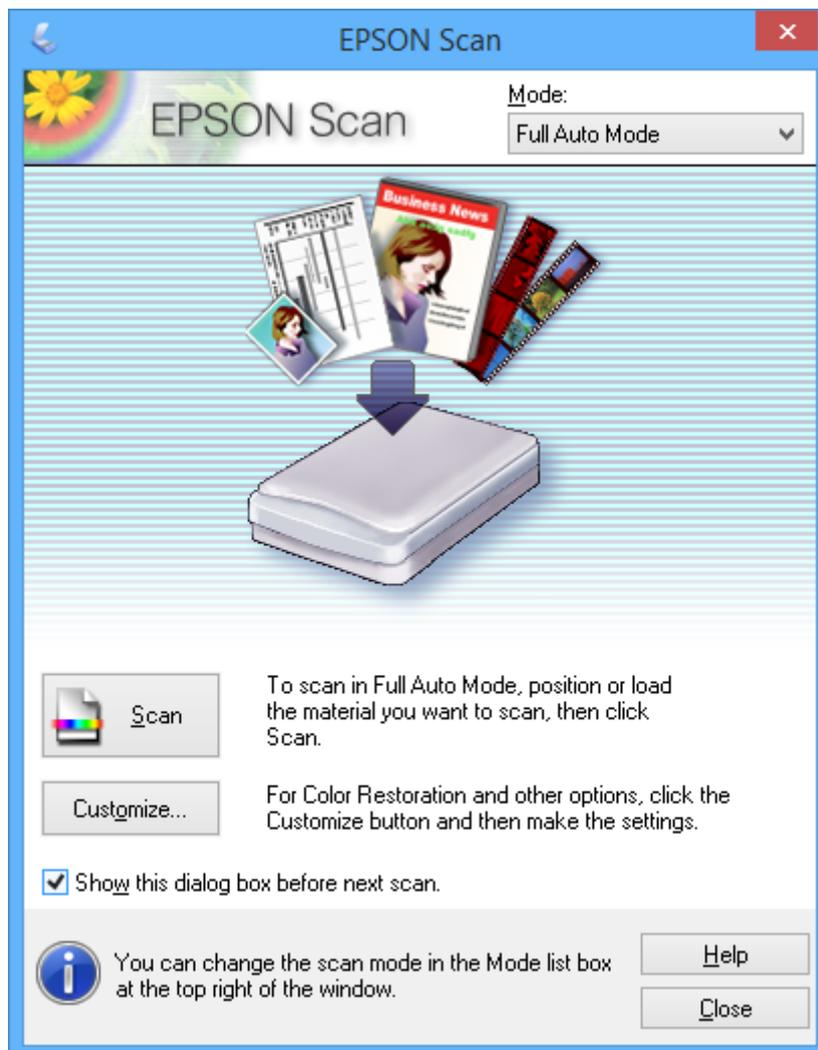 EPSON Scan
EPSON Scan
Mode:
Full Auto Mode
Business News
Scan
To scan in Full Auto Mode, position or load
the material you want to scan, then click
Scan.
Customize...
For Color Restoration and other options, click the
Customize button and then make the settings.
Show this dialog box before next scan.
You can change the scan mode in the Mode list box
at the top right of the window.
Help
Close